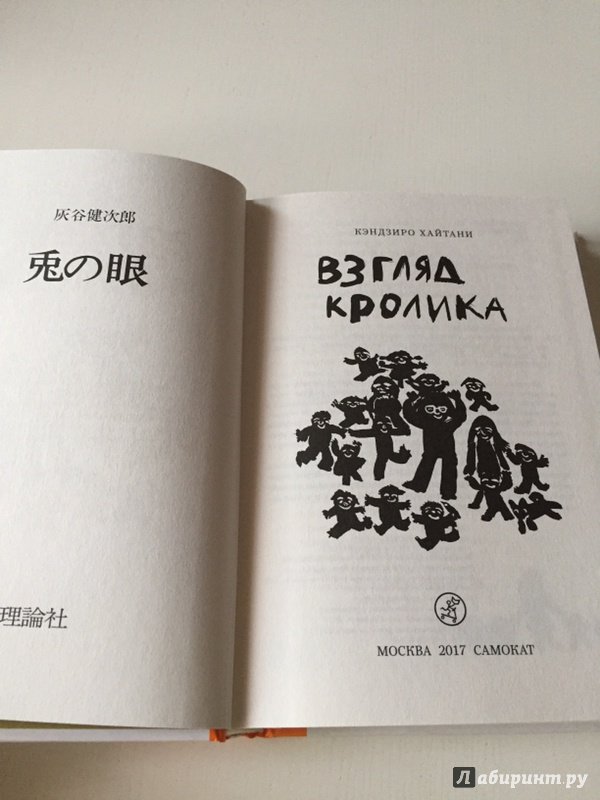 灰谷健次郎
兎の眼
理論社
КЭНДЗИРО ХАЙТАНИ
ВЗГЛЯД
КРОЛИКА
МОСКВА 2017 САМОКАТ
Лабиринт.ру